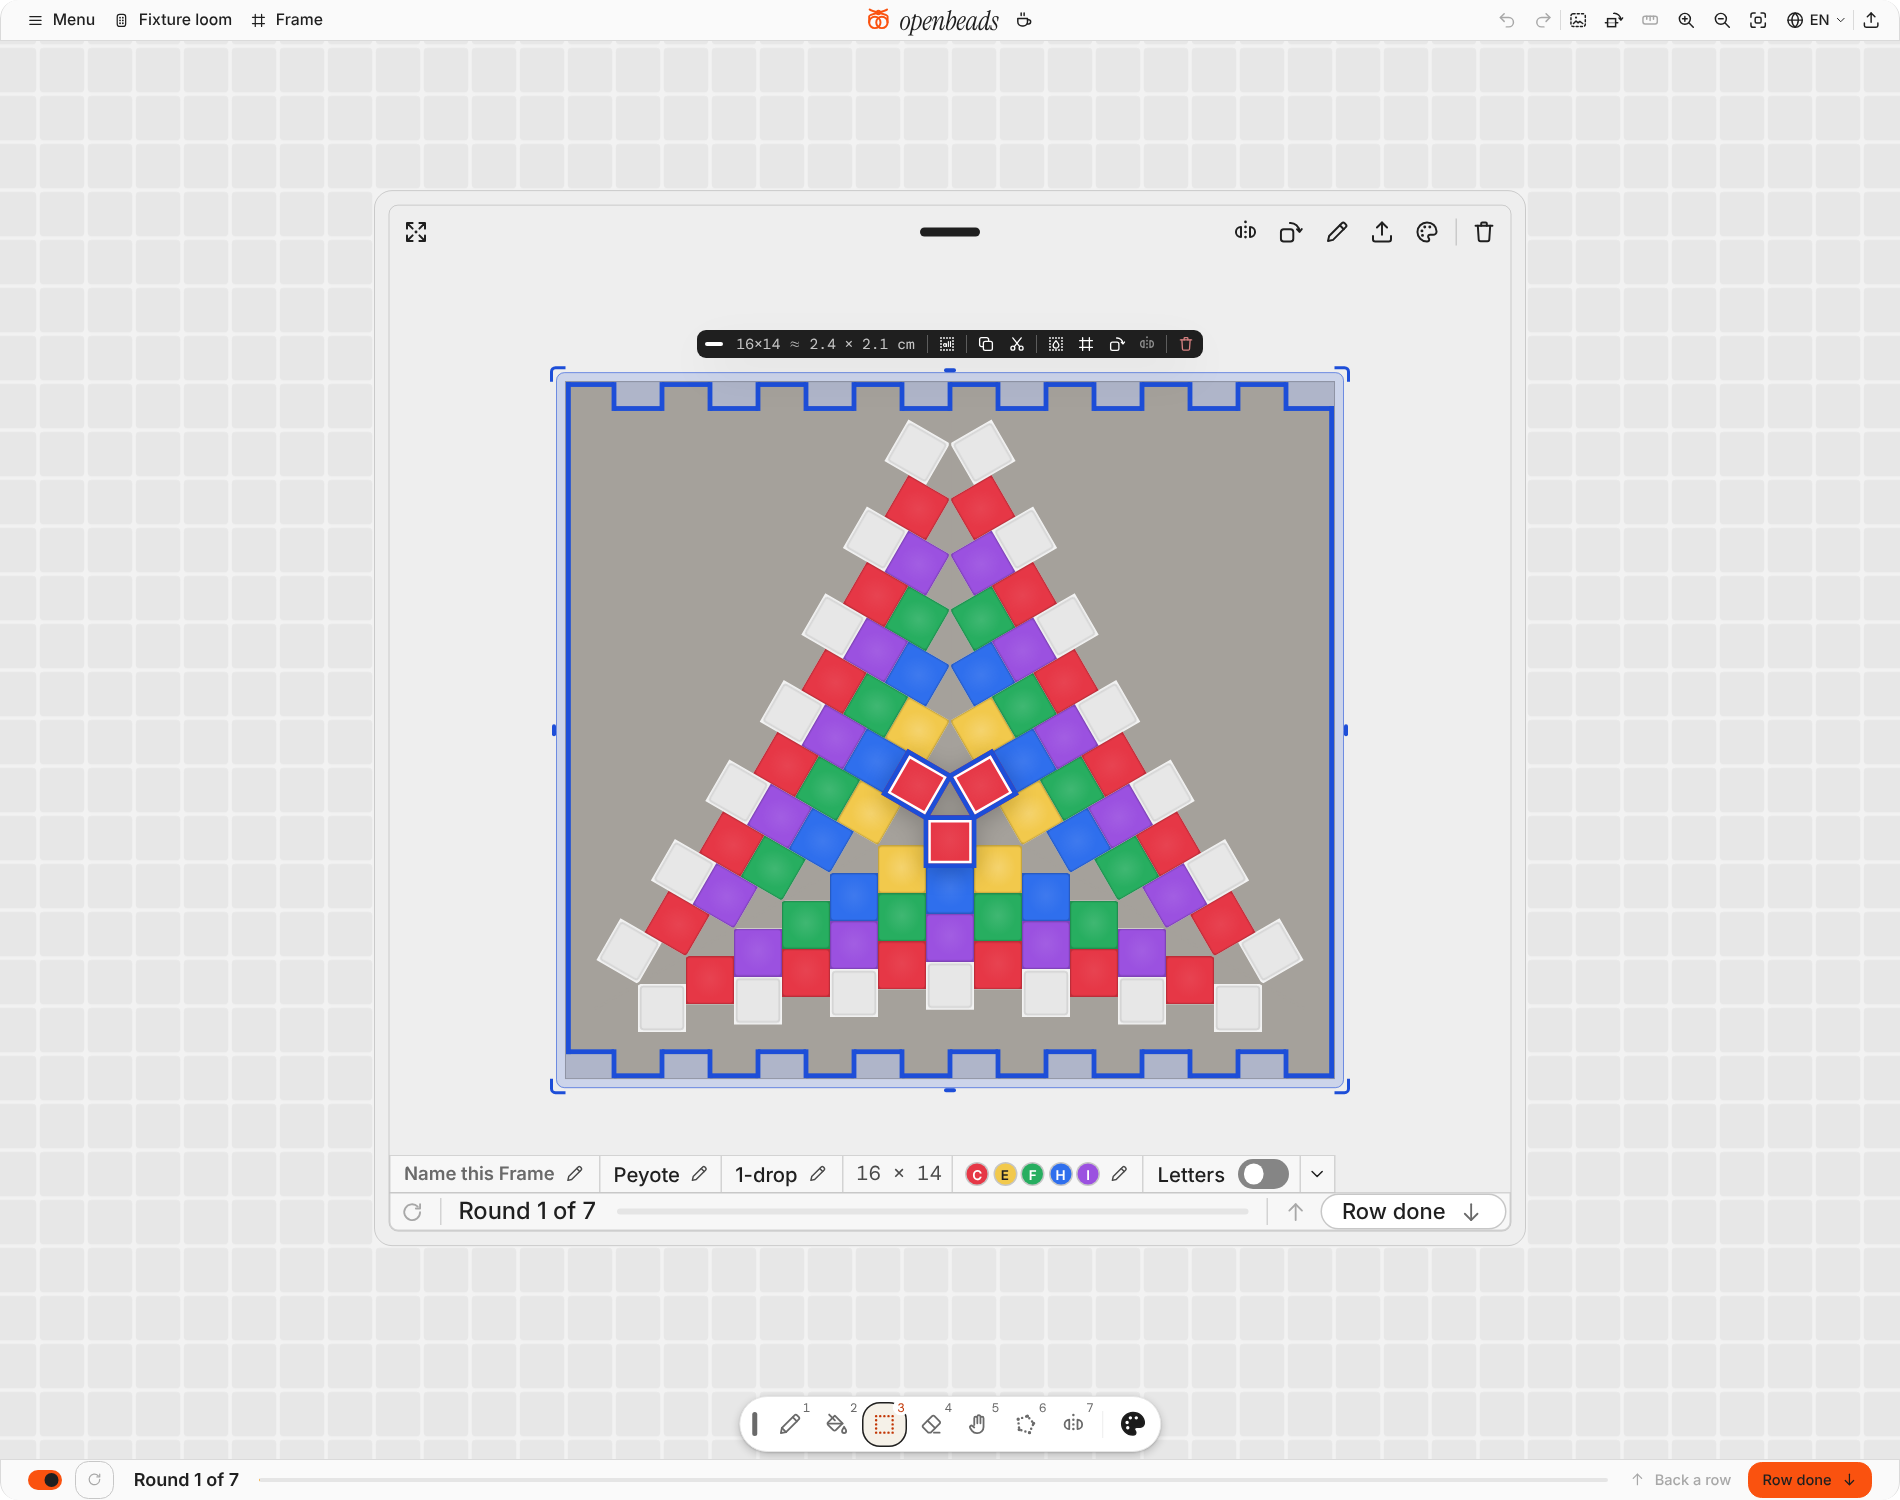 Menu Fixture loom Frame openbeads EN
16×14 ≈ 2.4 × 2.1 cm all
Name this Frame Peyote 1-drop 16 × 14 C E F H I Letters
Round 1 of 7 Row done
1 2 3 4 5 6 7
Round 1 of 7 Back a row Row done